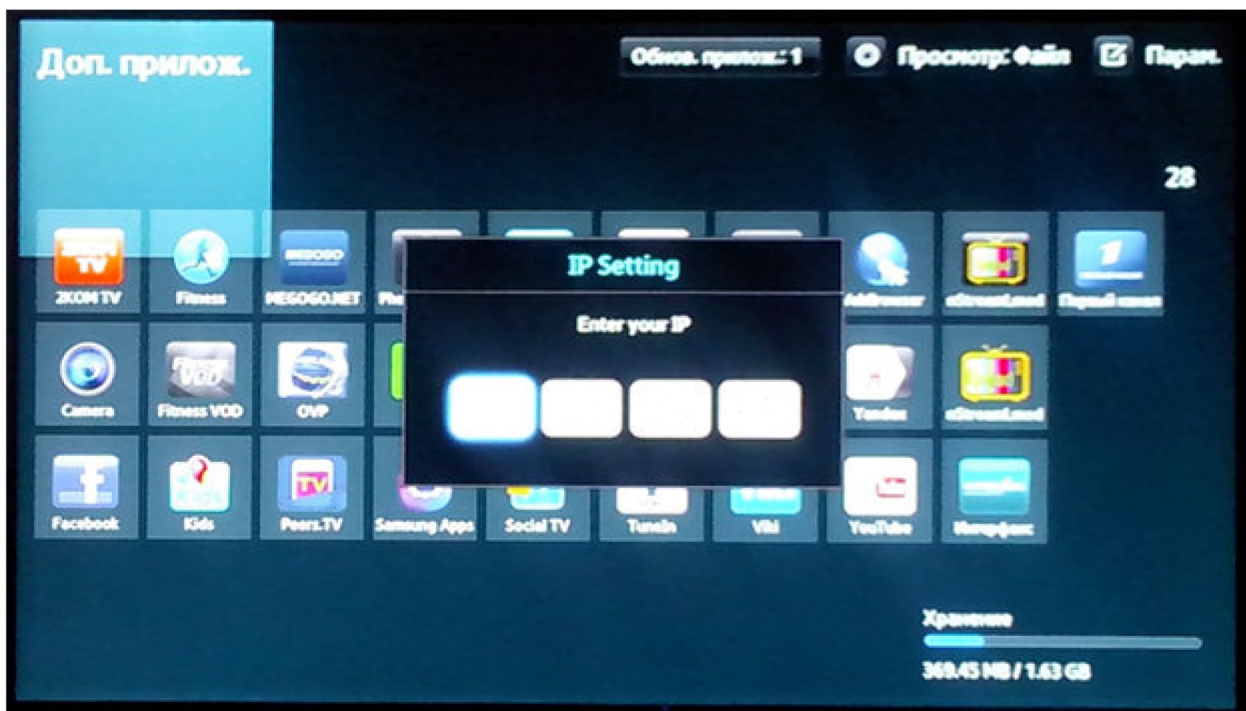 Доп. прилож.
Обнов. прилож.: 1
Просмотр: Файл
Парам.
28
2KOM TV
Fitness
MEGOGO.NET
IP Setting
WebBrowser
nStreamLmod
Первый канал
Enter your IP
Camera
Fitness VOD
OVP
Yandex
nStreamLmod
Facebook
Kids
Peers.TV
Samsung Apps
Social TV
TuneIn
Viki
YouTube
Интерфакс
Хранение
369.45 MB / 1.63 GB